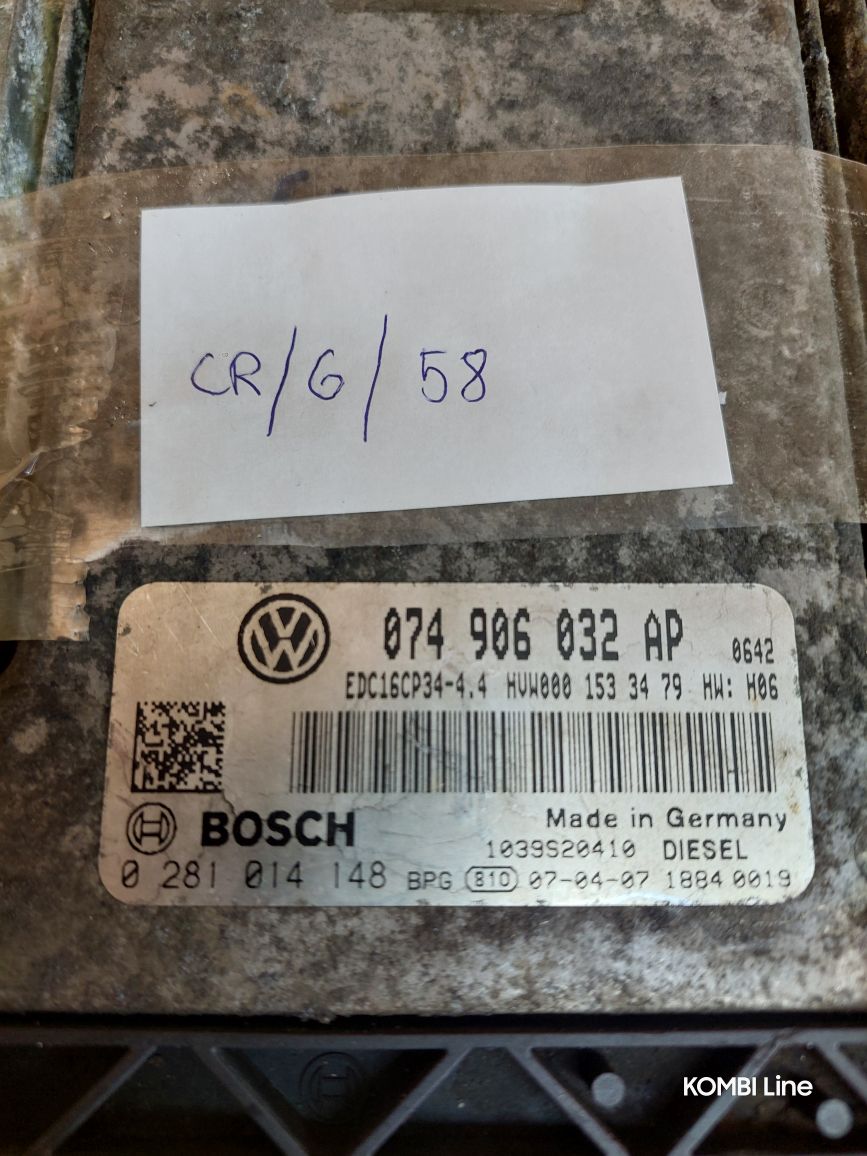 CR/G/58
074 906 032 AP 0642
EDC16CP34-4.4 HVW000 153 34 79 HW: H06
BOSCH Made in Germany
1039S20410 DIESEL
0 281 014 148 BPG 810 07-04-07 1884 0019
KOMBI Line